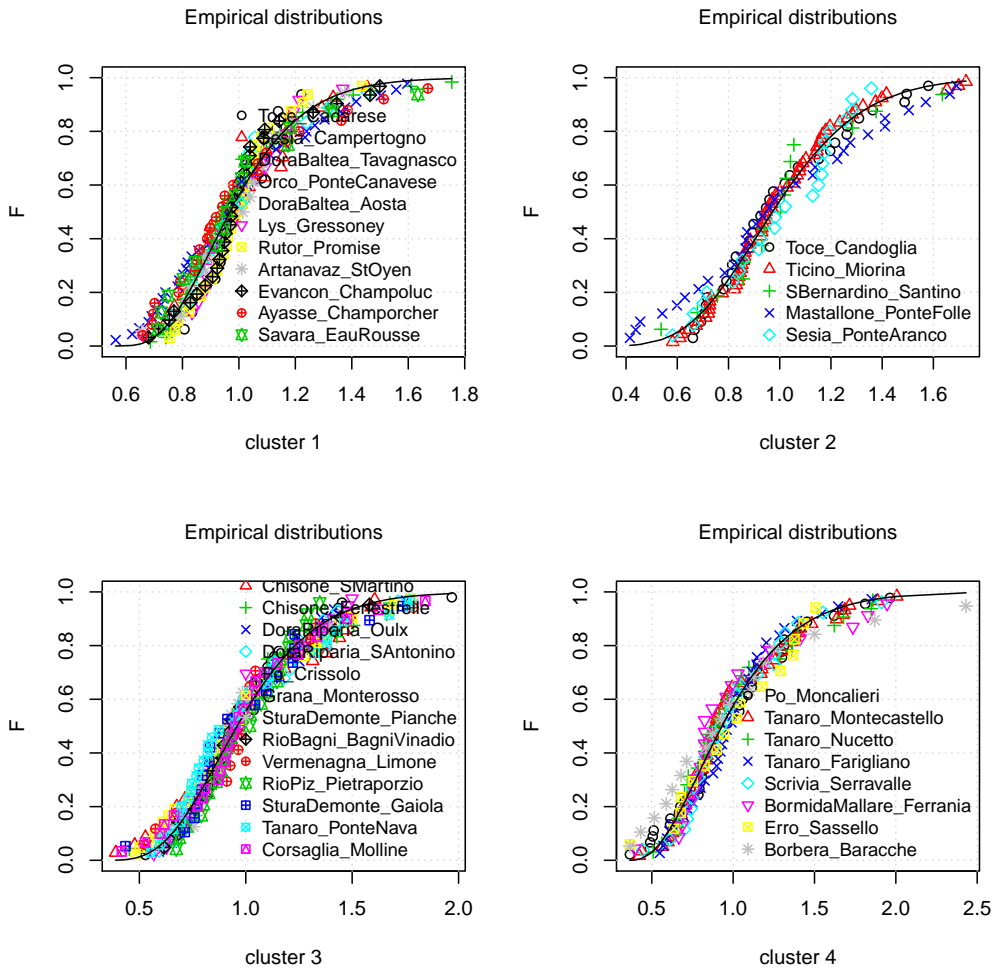 Empirical distributions
F
1.0
0.8
0.6
0.4
0.2
0.0
Toce_Cadarese
Sesia_Campertogno
DoraBaltea_Tavagnasco
Orco_PonteCanavese
DoraBaltea_Aosta
Lys_Gressoney
Rutor_Promise
Artanavaz_StOyen
Evancon_Champoluc
Ayasse_Champorcher
Savara_EauRousse
0.6 0.8 1.0 1.2 1.4 1.6 1.8
cluster 1
Empirical distributions
F
1.0
0.8
0.6
0.4
0.2
0.0
Toce_Candoglia
Ticino_Miorina
SBernardino_Santino
Mastallone_PonteFolle
Sesia_PonteAranco
0.4 0.6 0.8 1.0 1.2 1.4 1.6
cluster 2
Empirical distributions
F
1.0
0.8
0.6
0.4
0.2
0.0
Chisone_SMartino
Chisone_Fenestrelle
DoraRiparia_Oulx
DoraRiparia_SAntonino
Po_Crissolo
Grana_Monterosso
SturaDemonte_Pianche
RioBagni_BagniVinadio
Vermenagna_Limone
RioPiz_Pietraporzio
SturaDemonte_Gaiola
Tanaro_PonteNava
Corsaglia_Molline
0.5 1.0 1.5 2.0
cluster 3
Empirical distributions
F
1.0
0.8
0.6
0.4
0.2
0.0
Po_Moncalieri
Tanaro_Montecastello
Tanaro_Nucetto
Tanaro_Farigliano
Scrivia_Serravalle
BormidaMallare_Ferrania
Erro_Sassello
Borbera_Baracche
0.5 1.0 1.5 2.0 2.5
cluster 4